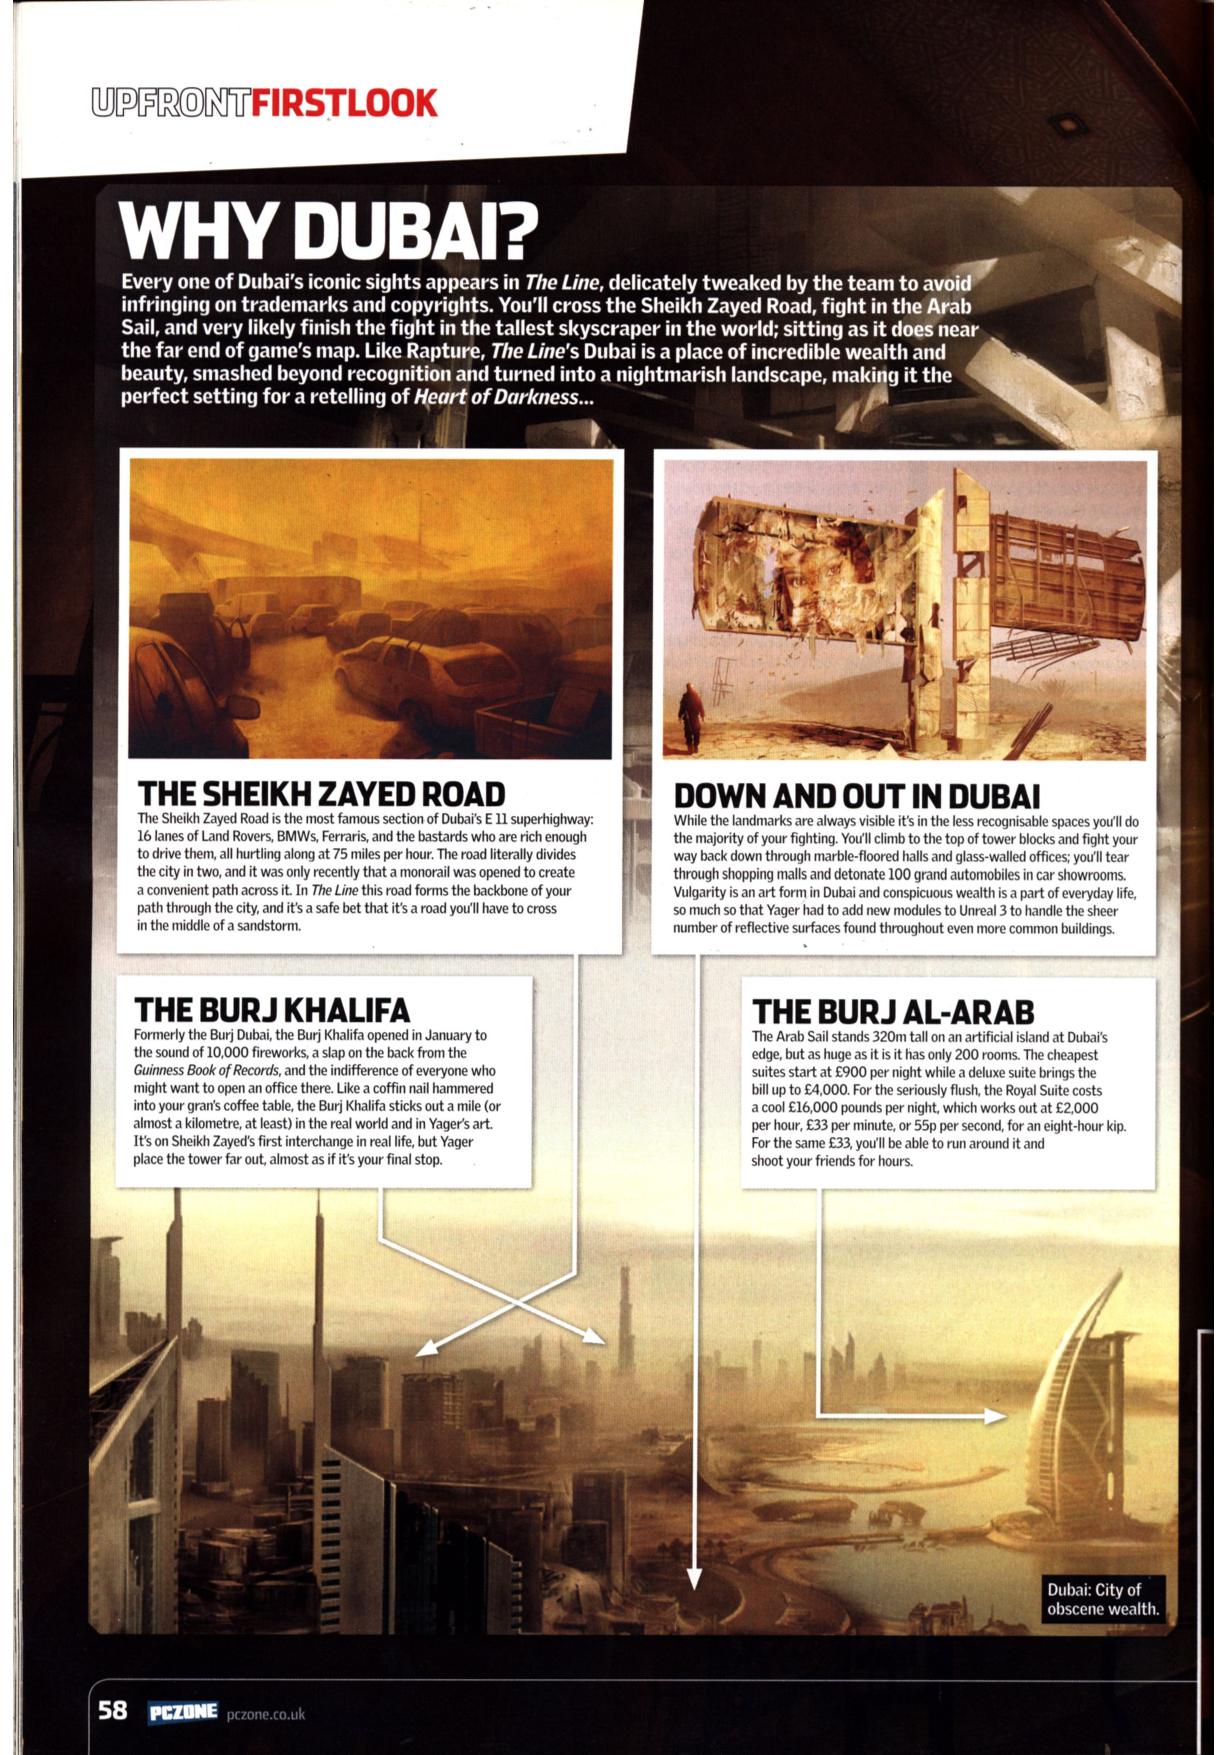 UPFRONTFIRSTLOOK
WHY DUBAI?
Every one of Dubai's iconic sights appears in The Line, delicately tweaked by the team to avoid
infringing on trademarks and copyrights. You'll cross the Sheikh Zayed Road, fight in the Arab
Sail, and very likely finish the fight in the tallest skyscraper in the world; sitting as it does near
the far end of game's map. Like Rapture, The Line's Dubai is a place of incredible wealth and
beauty, smashed beyond recognition and turned into a nightmarish landscape, making it the
perfect setting for a retelling of Heart of Darkness...
THE SHEIKH ZAYED ROAD
The Sheikh Zayed Road is the most famous section of Dubai's E 11 superhighway:
16 lanes of Land Rovers, BMWs, Ferraris, and the bastards who are rich enough
to drive them, all hurtling along at 75 miles per hour. The road literally divides
the city in two, and it was only recently that a monorail was opened to create
a convenient path across it. In The Line this road forms the backbone of your
path through the city, and it's a safe bet that it's a road you'll have to cross
in the middle of a sandstorm.
DOWN AND OUT IN DUBAI
While the landmarks are always visible it's in the less recognisable spaces you'll do
the majority of your fighting. You'll climb to the top of tower blocks and fight your
way back down through marble-floored halls and glass-walled offices; you'll tear
through shopping malls and detonate 100 grand automobiles in car showrooms.
Vulgarity is an art form in Dubai and conspicuous wealth is a part of everyday life,
so much so that Yager had to add new modules to Unreal 3 to handle the sheer
number of reflective surfaces found throughout even more common buildings.
THE BURJ KHALIFA
Formerly the Burj Dubai, the Burj Khalifa opened in January to
the sound of 10,000 fireworks, a slap on the back from the
Guinness Book of Records, and the indifference of everyone who
might want to open an office there. Like a coffin nail hammered
into your gran's coffee table, the Burj Khalifa sticks out a mile (or
almost a kilometre, at least) in the real world and in Yager's art.
It's on Sheikh Zayed's first interchange in real life, but Yager
place the tower far out, almost as if it's your final stop.
THE BURJ AL-ARAB
The Arab Sail stands 320m tall on an artificial island at Dubai's
edge, but as huge as it is it has only 200 rooms. The cheapest
suites start at £900 per night while a deluxe suite brings the
bill up to £4,000. For the seriously flush, the Royal Suite costs
a cool £16,000 pounds per night, which works out at £2,000
per hour, £33 per minute, or 55p per second, for an eight-hour kip.
For the same £33, you'll be able to run around it and
shoot your friends for hours.
Dubai: City of
obscene wealth.
58 PCZONE pczone.co.uk